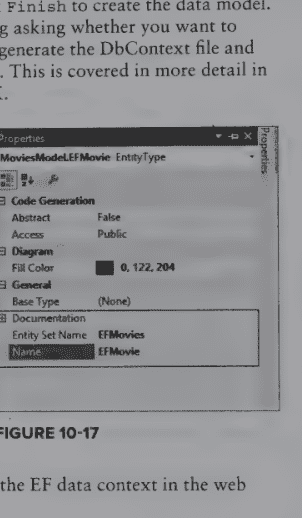 Finish to create the data model.
g asking whether you want to
generate the DbContext file and
. This is covered in more detail in
Properties
MoviesModel.EFMovie EntityType
Properties
Code Generation
Abstract False
Access Public
Diagram
Fill Color 0, 122, 204
General
Base Type (None)
Documentation
Entity Set Name EFMovies
Name EFMovie
FIGURE 10-17
the EF data context in the web